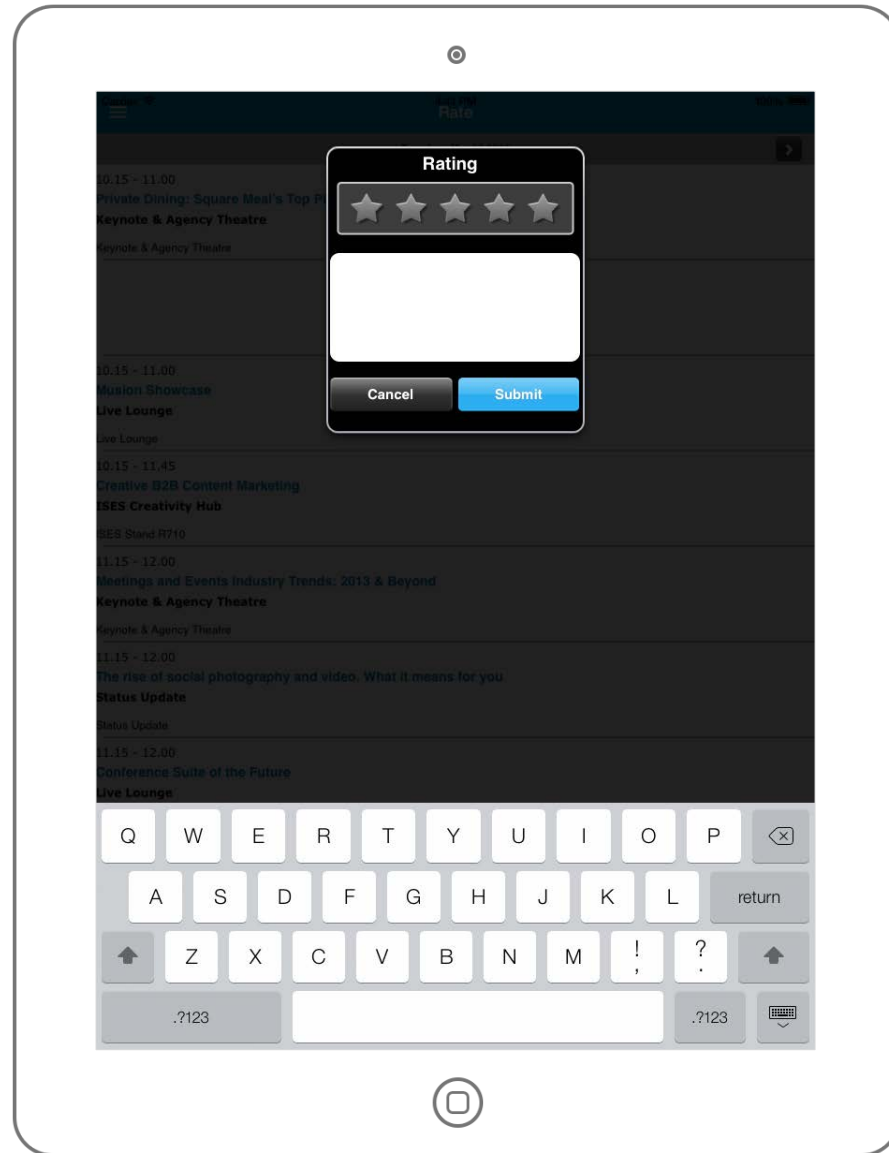 Rate
Rating
10.15 - 11.00
Private Dining: Square Meal's Top
Keynote & Agency Theatre
Keynote & Agency Theatre
10.15 - 11.00
Musion Showcase
Live Lounge
Live Lounge
Cancel Submit
10.15 - 11.45
Creative B2B Content Marketing
ISES Creativity Hub
ISES Stand R710
11.15 - 12.00
Meetings and Events Industry Trends: 2013 & Beyond
Keynote & Agency Theatre
Keynote & Agency Theatre
11.15 - 12.00
The rise of social photography and video. What it means for you
Status Update
Status Update
11.15 - 12.00
Conference Suite of the Future
Live Lounge
Q W E R T Y U I O P
A S D F G H J K L return
Z X C V B N M ! , ? .
.?123 .?123